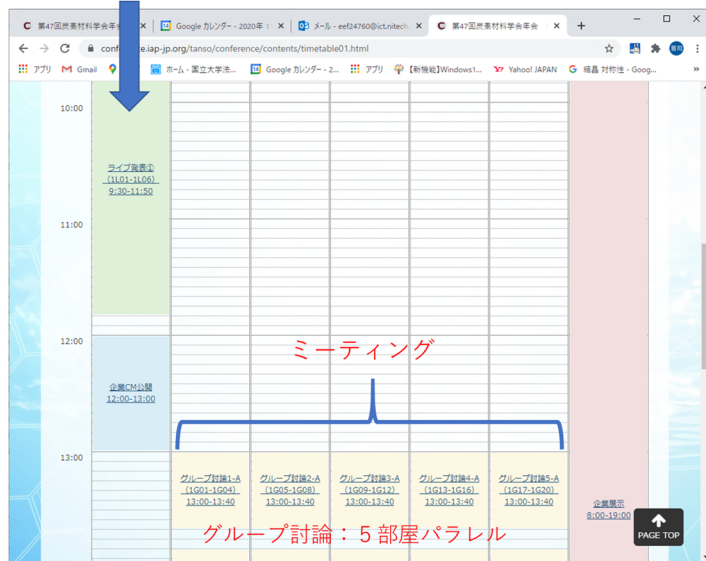 第47回炭素材料学会年会
Google カレンダー - 2020年 1
メール - eef24760@ict.nitech.
第47回炭素材料学会年会
iap-jp.org/tanso/conference/contents/timetable01.html
アプリ
Gmail
ホーム - 国立大学法...
Google カレンダー - 2...
アプリ
【新機能】Windows1...
Yahoo! JAPAN
結晶 対称性 - Goog...
10:00
ライブ発表①
(1L01-1L06)
9:30-11:50
11:00
12:00
ミーティング
企業CM公開
12:00-13:00
13:00
グループ討論1-A
(1G01-1G04)
13:00-13:40
グループ討論2-A
(1G05-1G08)
13:00-13:40
グループ討論3-A
(1G09-1G12)
13:00-13:40
グループ討論4-A
(1G13-1G16)
13:00-13:40
グループ討論5-A
(1G17-1G20)
13:00-13:40
企業展示
8:00-19:00
グループ討論：５部屋パラレル
PAGE TOP